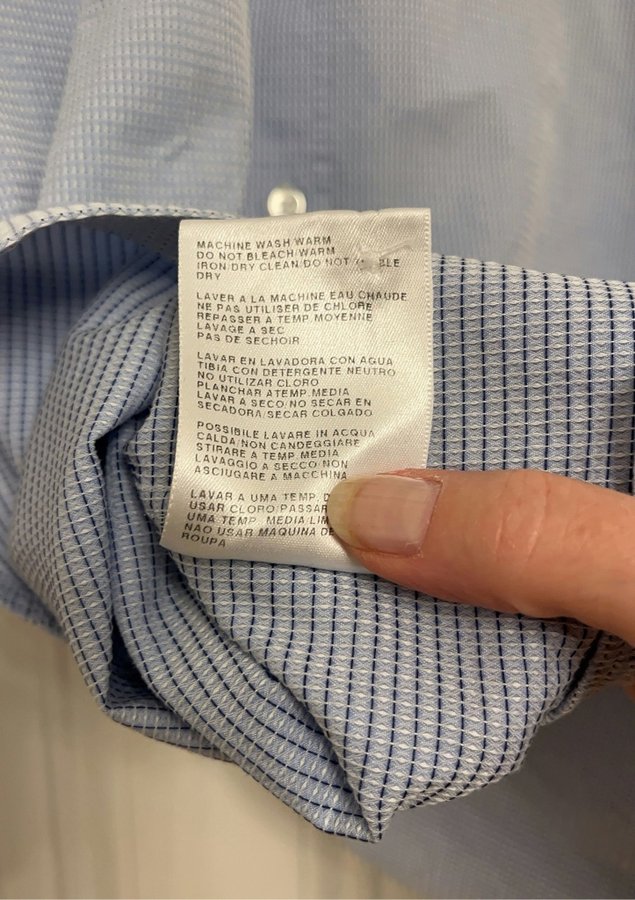 MACHINE WASH/WARM
DO NOT BLEACH/WARM
IRON/DRY CLEAN/DO NOT BLE
DRY
LAVER A LA MACHINE EAU CHAUDE
NE PAS UTILISER DE CHLORE
REPASSER A TEMP.MOYENNE
LAVAGE A SEC
PAS DE SECHOIR
LAVAR EN LAVADORA CON AGUA
TIBIA CON DETERGENTE NEUTRO
NO UTILIZAR CLORO
PLANCHAR ATEMP.MEDIA
LAVAR A SECO/NO SECAR EN
SECADORA/SECAR COLGADO
POSSIBILE LAVARE IN ACQUA
CALDA/NON CANDEGGIARE
STIRARE A TEMP.MEDIA
LAVAGGIO A SECCO NON
ASCIUGARE A MACCHINA
LAVAR A UMA TEMP. D
USAR CLORO/PASSAR
UMA TEMP. MEDIA/LIM
NAO USAR MAQUINA DE
ROUPA